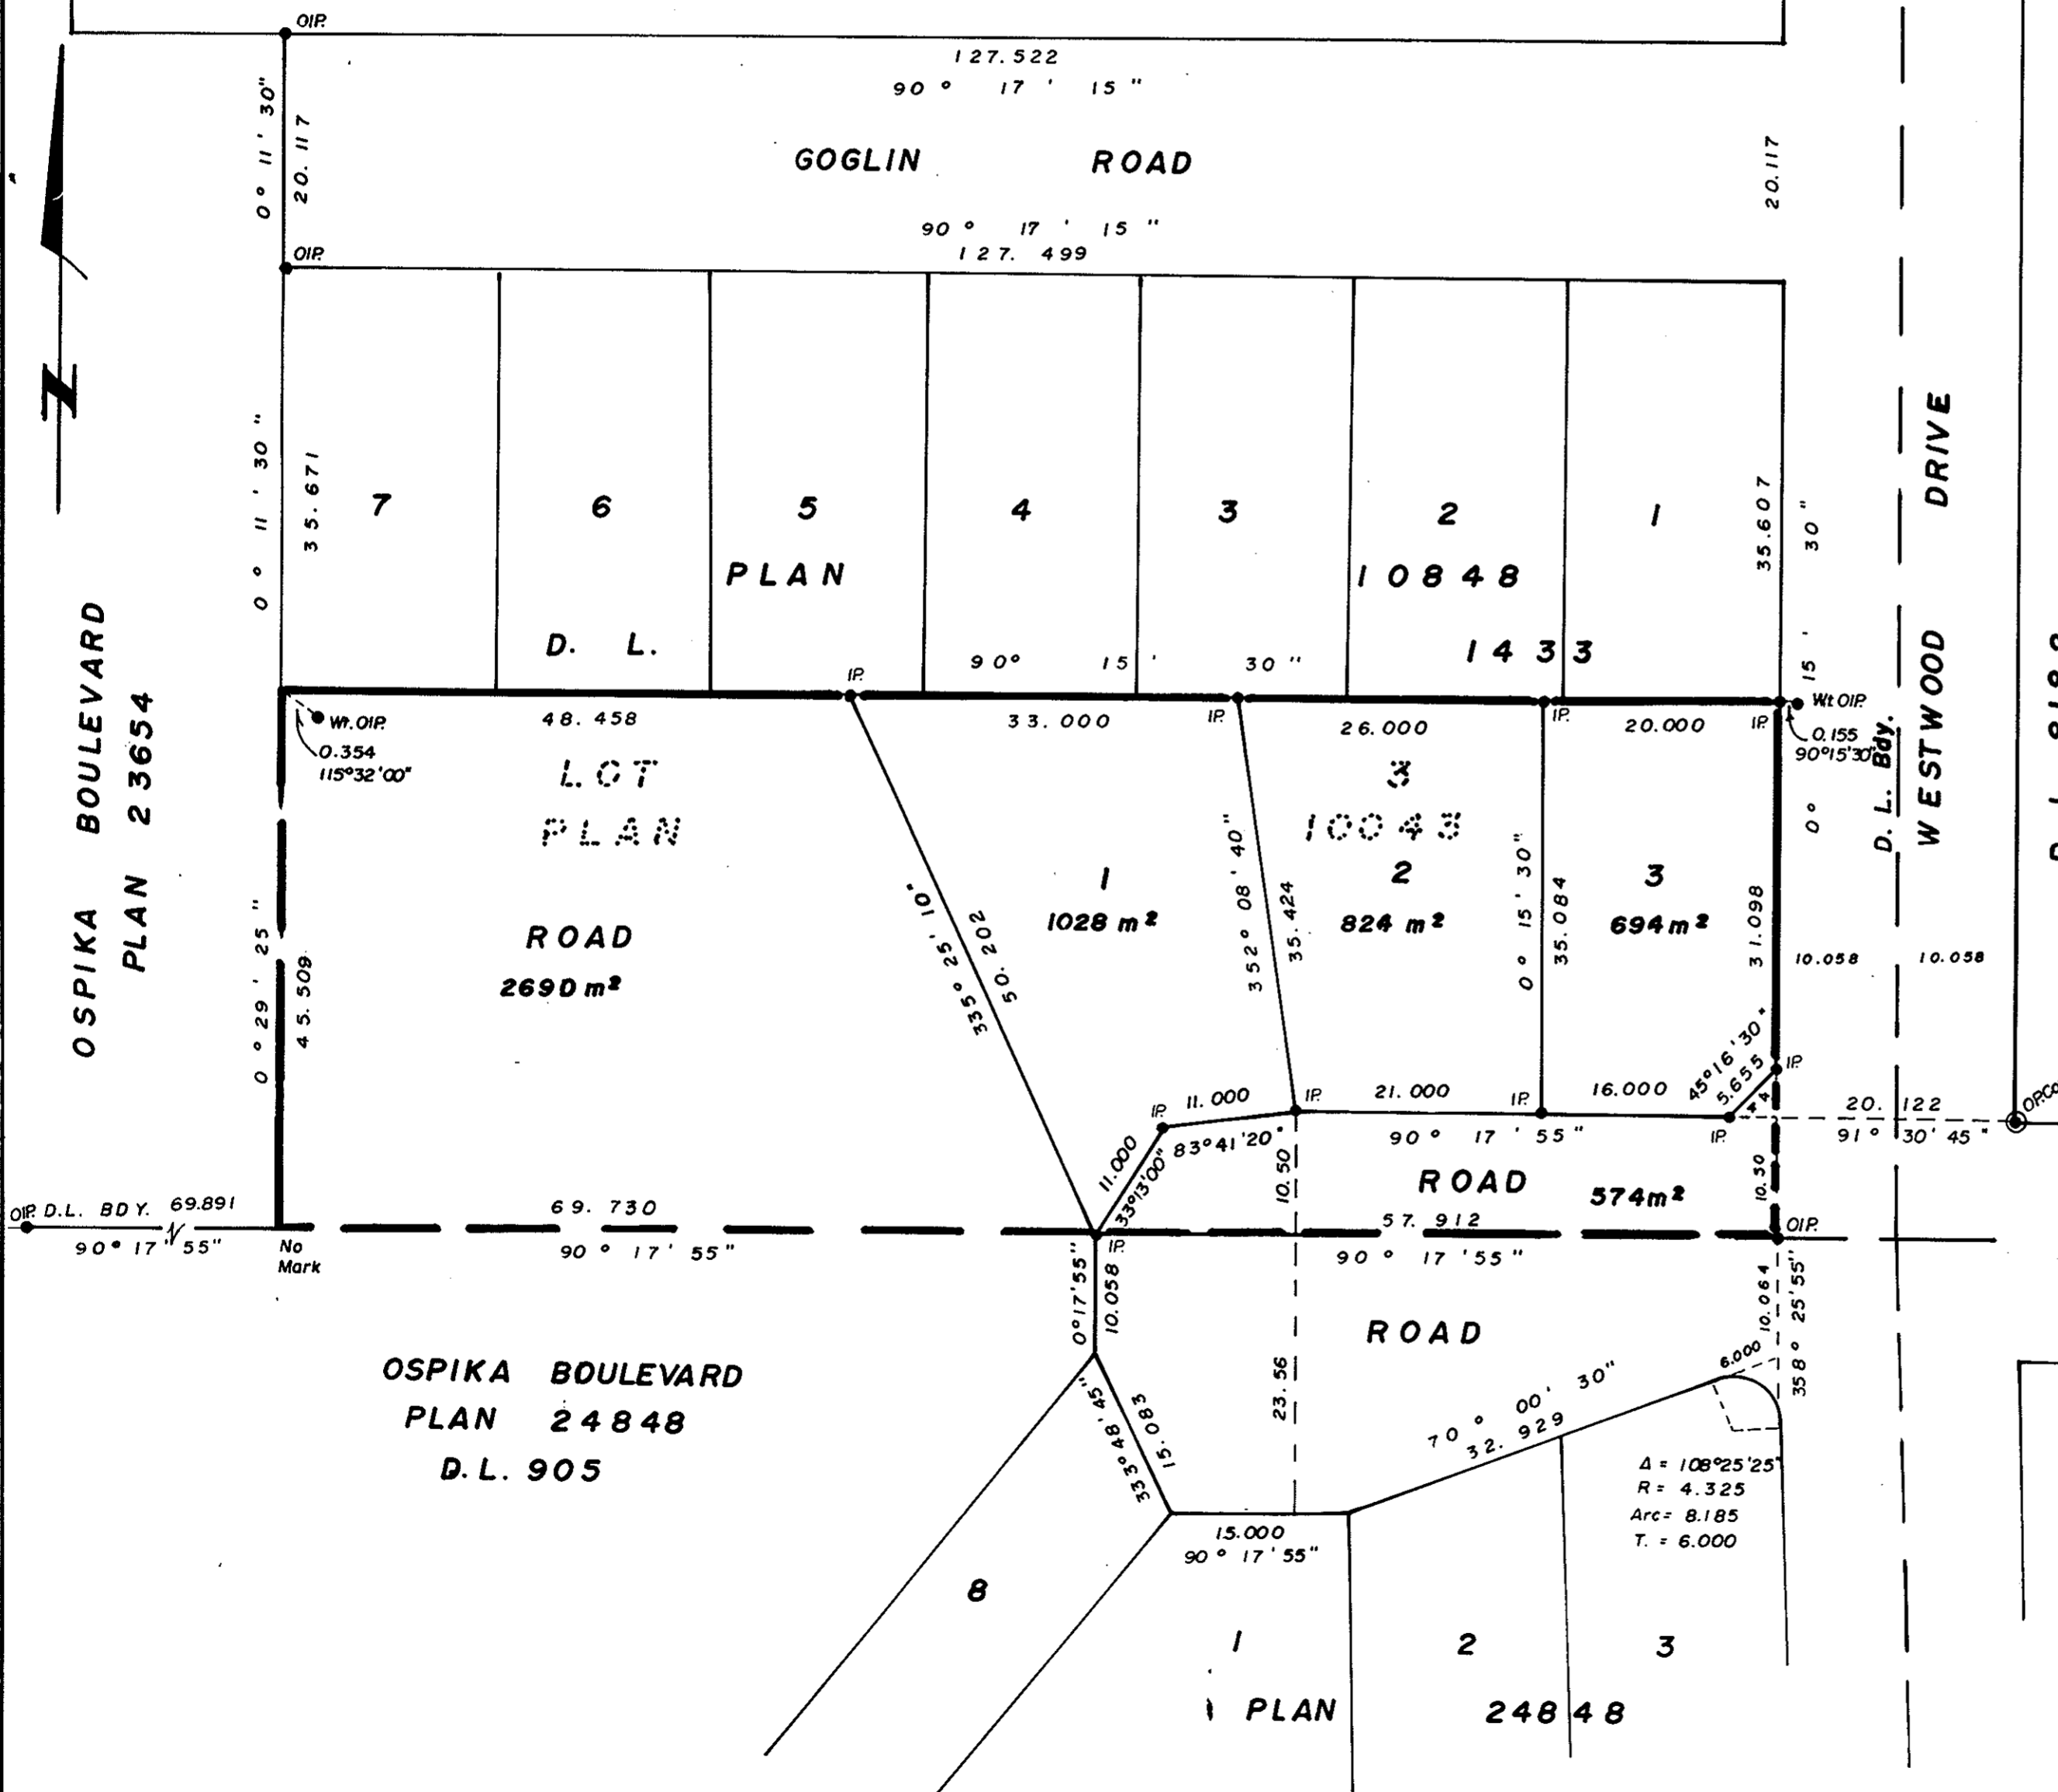 OIP.
127.522
90° 17' 15"
0° 11' 30"
20.117
GOGLIN ROAD
20.117
90° 17' 15"
127.499
OIP.
N
0° 11' 30"
35.671
7
6
5
4
3
2
1
35.607
30"
15'
0°
PLAN 10848
D. L. 1433
90° 15' 30"
OSPIKA BOULEVARD
PLAN 23654
WESTWOOD DRIVE
D. L. Bdy.
IP.
Wt. OIP.
0.354
115°32'00"
48.458
33.000
IP.
26.000
IP.
20.000
IP.
Wt OIP.
0.155
90°15'30"
LOT 3
PLAN 10043
1
1028 m²
2
824 m²
3
694 m²
ROAD
2690 m²
335° 25' 10"
50.202
352° 08' 40"
35.424
0° 15' 30"
35.084
31.098
10.058
10.058
0° 29' 25"
45.509
45°16'30"
5.655
4
4
IP.
IP.
11.000
83°41'20"
IP.
21.000
IP.
16.000
IP.
90° 17' 55"
20.122
91° 30' 45"
11.000
33°13'00"
10.50
ROAD 574 m²
10.50
OIP. D.L. BDY. 69.891
90° 17' 55"
No
Mark
69.730
90° 17' 55"
IP.
57.912
90° 17' 55"
OIP.
0°17'55"
10.058
10.064
358° 25' 55"
ROAD
OSPIKA BOULEVARD
PLAN 24848
D.L. 905
333° 48' 45"
15.083
23.56
70° 00' 30"
32.929
6.000
Δ = 108°25'25"
R = 4.325
Arc = 8.185
T. = 6.000
15.000
90° 17' 55"
8
1
2
3
PLAN 24848